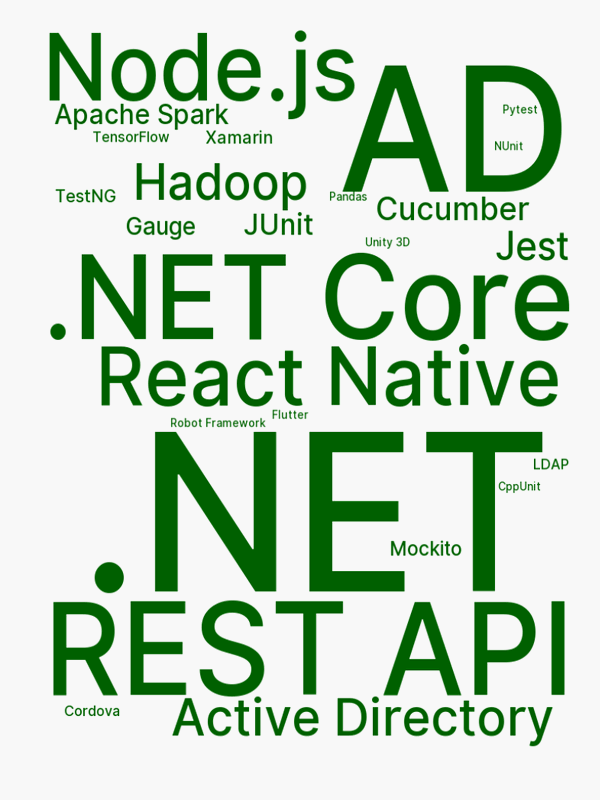 Node.js
AD
Apache Spark
Pytest
TensorFlow
Xamarin
NUnit
Hadoop
TestNG
Pandas
Cucumber
Gauge
JUnit
Unity 3D
Jest
.NET Core
React Native
Flutter
Robot Framework
.NET
LDAP
CppUnit
Mockito
REST API
Cordova
Active Directory